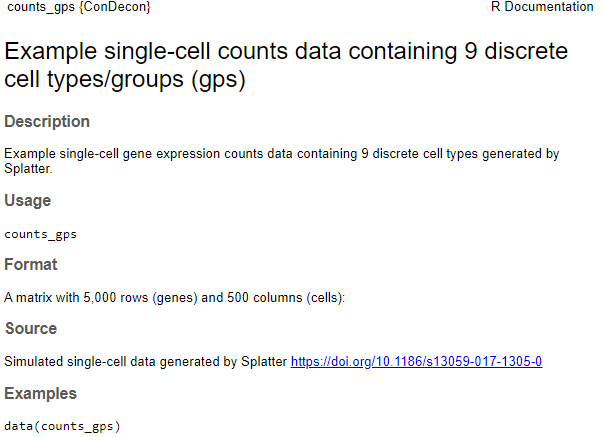 counts_gps {ConDecon} R Documentation
Example single-cell counts data containing 9 discrete
cell types/groups (gps)
Description
Example single-cell gene expression counts data containing 9 discrete cell types generated by
Splatter.
Usage
counts_gps
Format
A matrix with 5,000 rows (genes) and 500 columns (cells):
Source
Simulated single-cell data generated by Splatter https://doi.org/10.1186/s13059-017-1305-0
Examples
data(counts_gps)